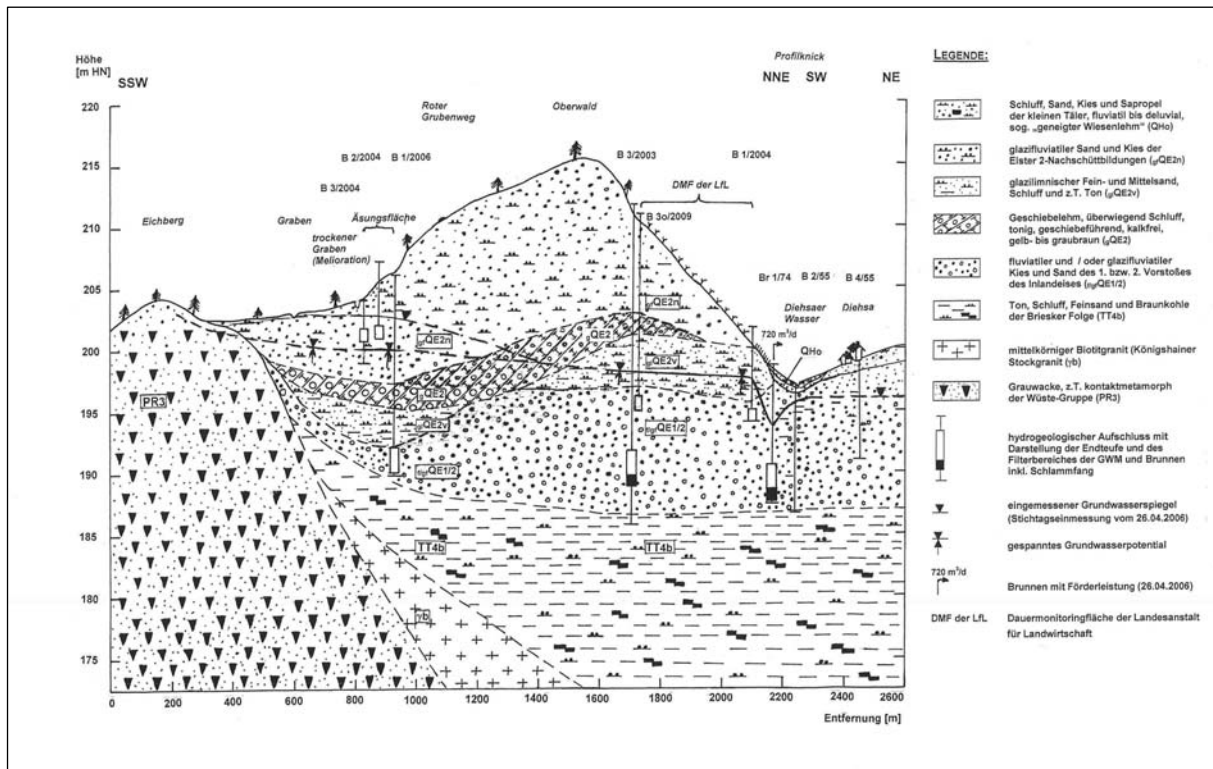 Höhe
[m HN]
SSW
Profilknick
NNE SW
NE
220
215
210
205
200
195
190
185
180
175
Roter
Grubenweg
Oberwald
B 2/2004
B 1/2006
B 3/2003
B 1/2004
B 3/2004
DMF der LfL
Äsungsfläche
Eichberg
Graben
trockener
Graben
(Melioration)
B 3o/2009
Br 1/74
B 2/55
B 4/55
Diehsaer
Wasser
Diehsa
720 m³/d
QHo
gfQE2n
gfQE2n
gQE2
gQE2
glQE2v
PR3
f/gfQE1/2
f/gfQE1/2
TT4b
TT4b
γb
0 200 400 600 800 1000 1200 1400 1600 1800 2000 2200 2400 2600
Entfernung [m]
LEGENDE:
Schluff, Sand, Kies und Sapropel
der kleinen Täler, fluviatil bis deluvial,
sog. „geneigter Wiesenlehm“ (QHo)
glazifluviatiler Sand und Kies der
Elster 2-Nachschüttbildungen (gfQE2n)
glazilimnischer Fein- und Mittelsand,
Schluff und z.T. Ton (glQE2v)
Geschiebelehm, überwiegend Schluff,
tonig, geschiebeführend, kalkfrei,
gelb- bis graubraun (gQE2)
fluviatiler und / oder glazifluviatiler
Kies und Sand des 1. bzw. 2. Vorstoßes
des Inlandeises (f/gfQE1/2)
Ton, Schluff, Feinsand und Braunkohle
der Briesker Folge (TT4b)
mittelkörniger Biotitgranit (Königshainer
Stockgranit (γb)
Grauwacke, z.T. kontaktmetamorph
der Wüste-Gruppe (PR3)
hydrogeologischer Aufschluss mit
Darstellung der Endteufe und des
Filterbereiches der GWM und Brunnen
inkl. Schlammfang
eingemessener Grundwasserspiegel
(Stichtagseinmessung vom 26.04.2006)
gespanntes Grundwasserpotential
720 m³/d
Brunnen mit Förderleistung (26.04.2006)
DMF der LfL
Dauermonitoringfläche der Landesanstalt
für Landwirtschaft